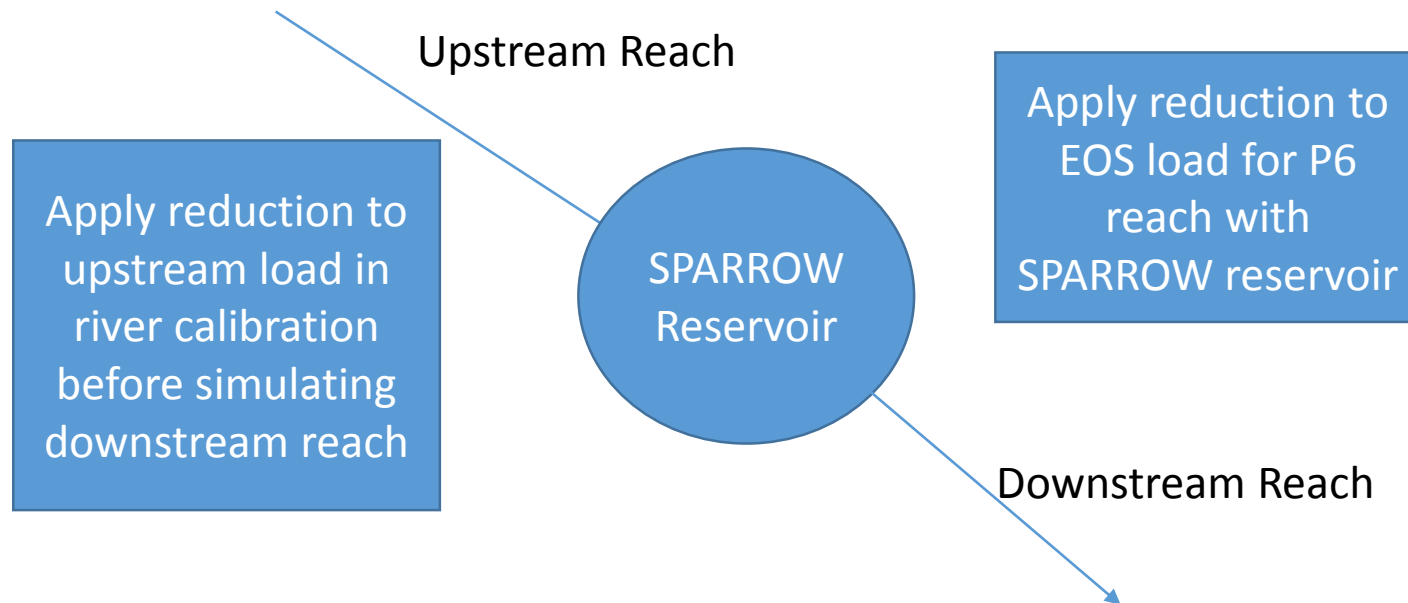 Upstream Reach
Apply reduction to
upstream load in
river calibration
before simulating
downstream reach
SPARROW
Reservoir
Apply reduction to
EOS load for P6
reach with
SPARROW reservoir
Downstream Reach